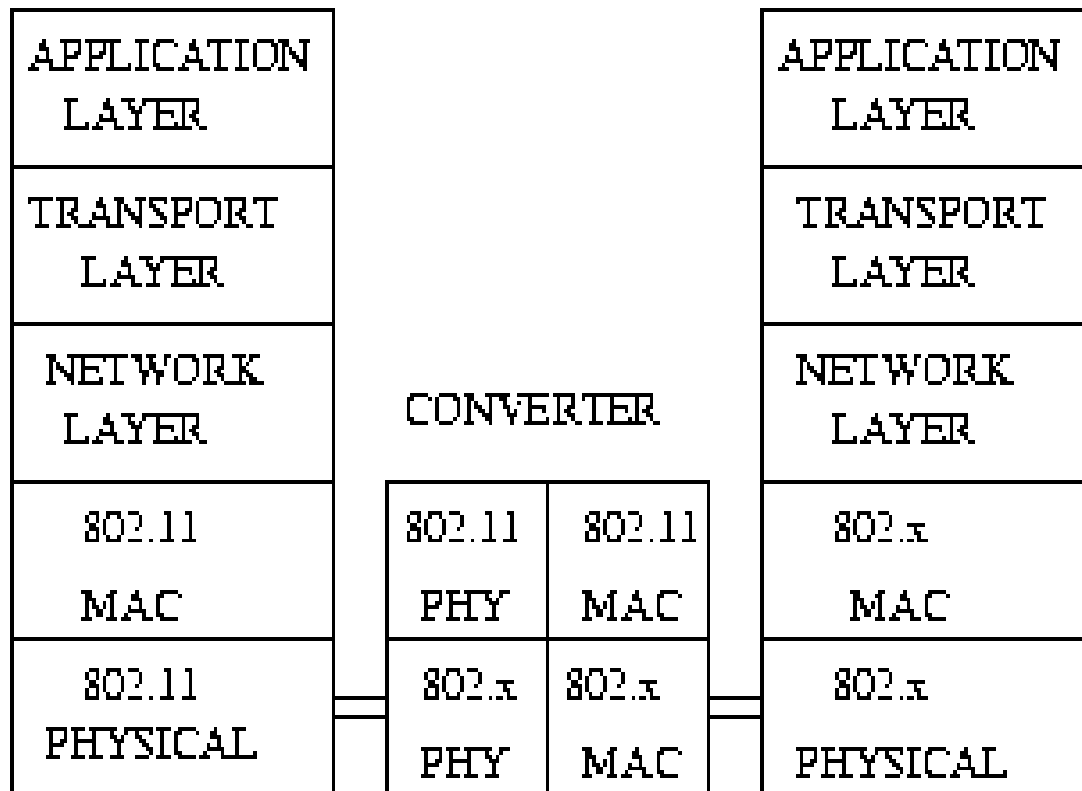 APPLICATION
LAYER
TRANSPORT
LAYER
NETWORK
LAYER
802.11
MAC
802.11
PHYSICAL
CONVERTER
802.11
PHY
802.11
MAC
802.x
PHY
802.x
MAC
APPLICATION
LAYER
TRANSPORT
LAYER
NETWORK
LAYER
802.x
MAC
802.x
PHYSICAL